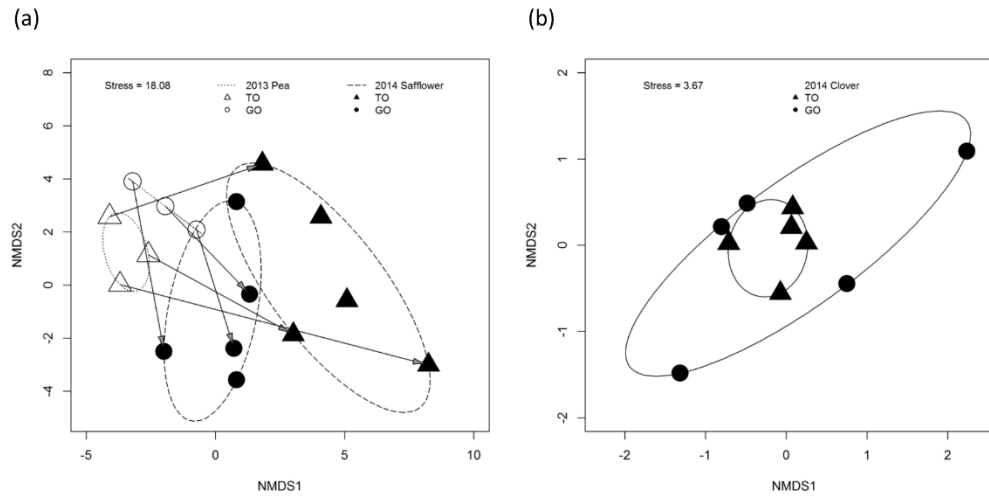 (a)
(b)
Stress = 18.08 2013 Pea 2014 Safflower
TO TO
GO GO
8
6
4
2
0
-2
-4
NMDS2
-5 0 5 10
NMDS1
Stress = 3.67 2014 Clover
TO
GO
2
1
0
-1
-2
NMDS2
-2 -1 0 1 2
NMDS1